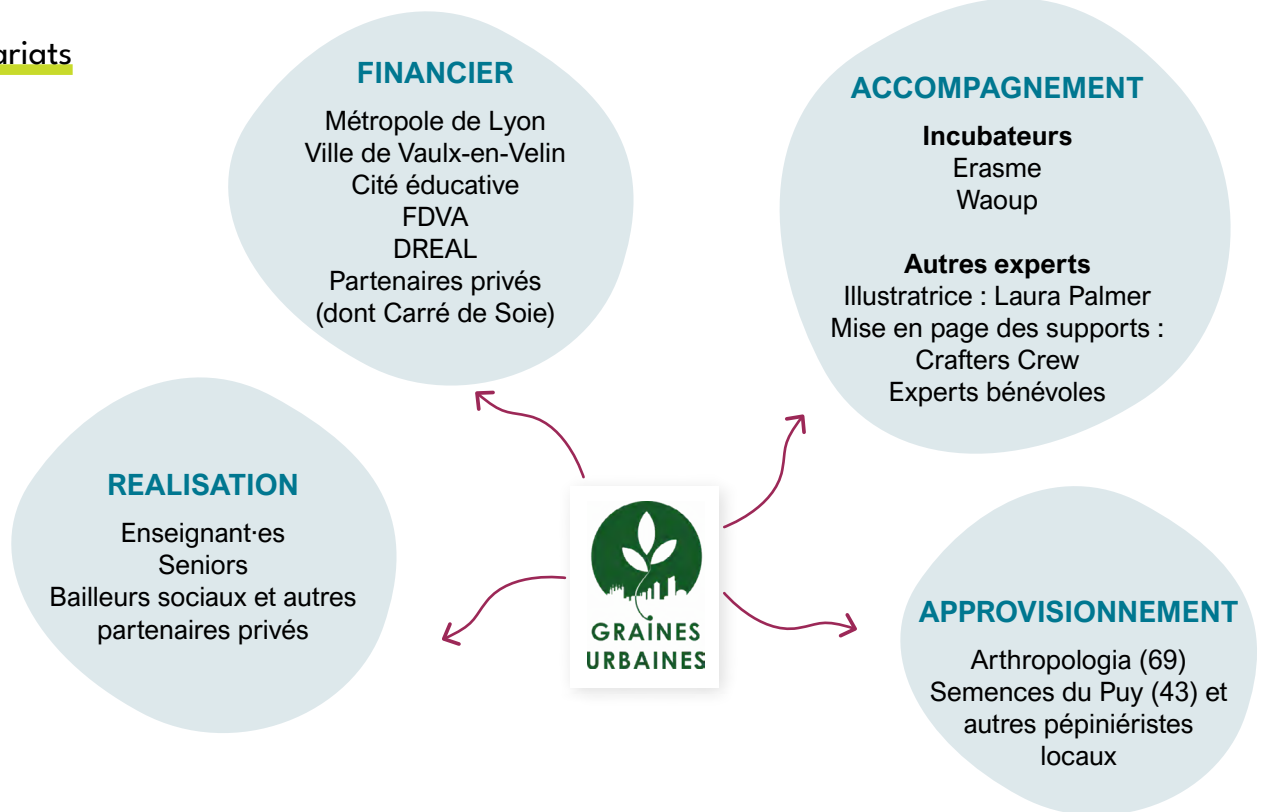 ariats
FINANCIER
Métropole de Lyon
Ville de Vaulx-en-Velin
Cité éducative
FDVA
DREAL
Partenaires privés
(dont Carré de Soie)
ACCOMPAGNEMENT
Incubateurs
Erasme
Waoup
Autres experts
Illustratrice : Laura Palmer
Mise en page des supports :
Crafters Crew
Experts bénévoles
REALISATION
Enseignant·es
Seniors
Bailleurs sociaux et autres
partenaires privés
GRAINES
URBAINES
APPROVISIONNEMENT
Arthropologia (69)
Semences du Puy (43) et
autres pépiniéristes
locaux